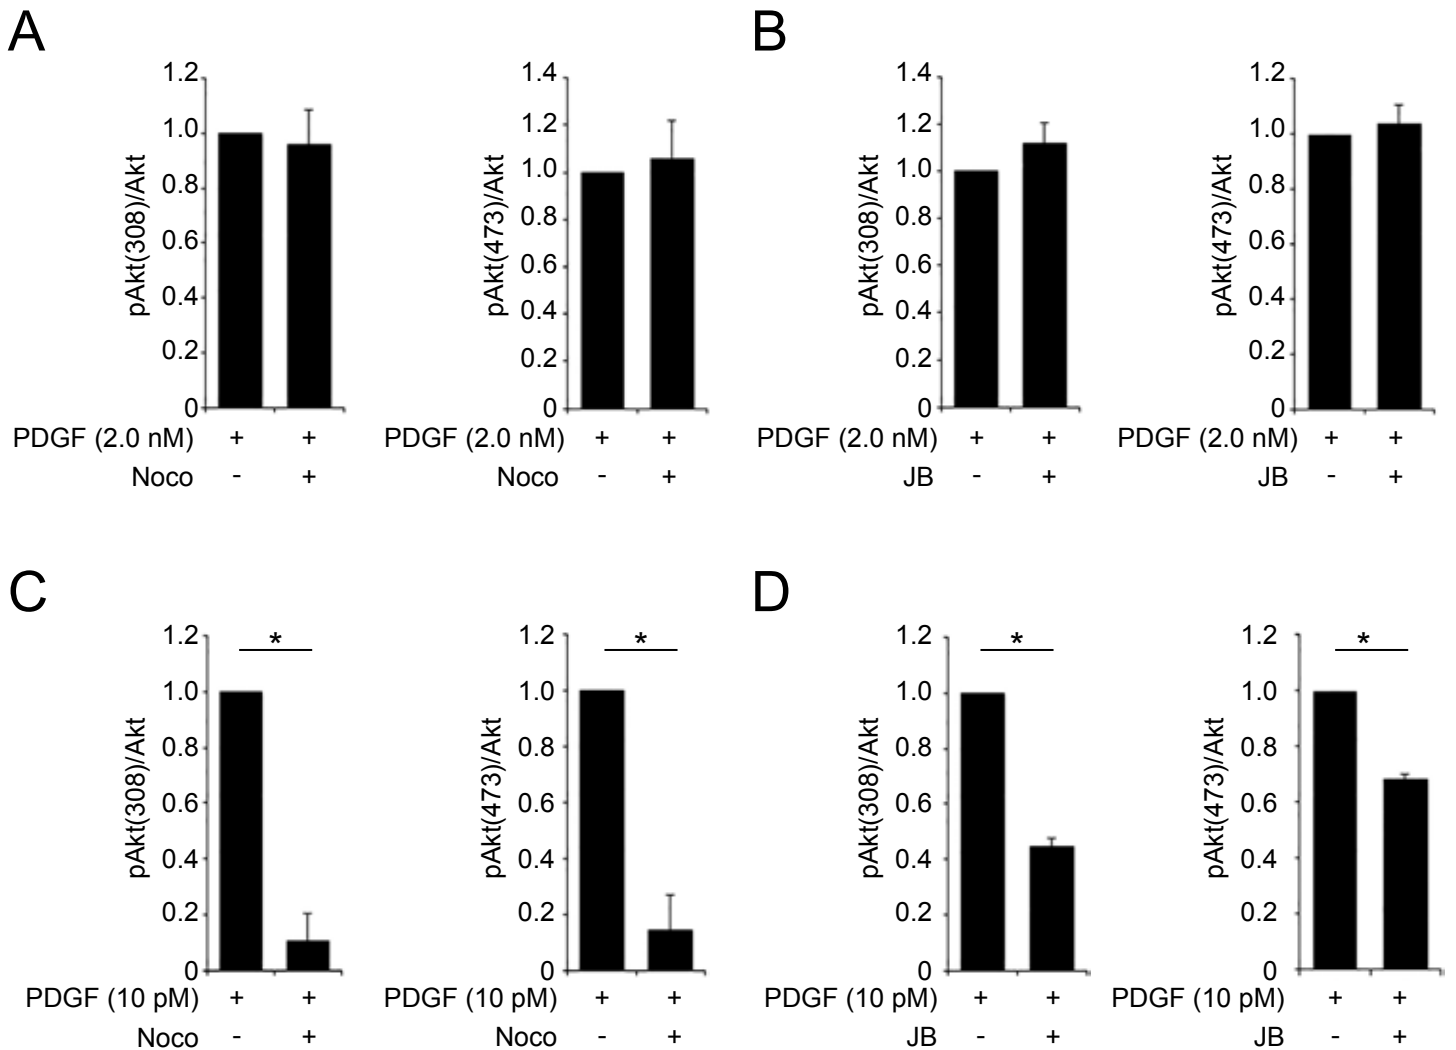 A
1.2
1.0
0.8
0.6
0.4
0.2
0
pAkt(308)/Akt
PDGF (2.0 nM) + +
Noco - +
1.4
1.2
1.0
0.8
0.6
0.4
0.2
0
pAkt(473)/Akt
PDGF (2.0 nM) + +
Noco - +
B
1.4
1.2
1.0
0.8
0.6
0.4
0.2
0
pAkt(308)/Akt
PDGF (2.0 nM) + +
JB - +
1.2
1.0
0.8
0.6
0.4
0.2
0
pAkt(473)/Akt
PDGF (2.0 nM) + +
JB - +
C
1.2
1.0
0.8
0.6
0.4
0.2
0
pAkt(308)/Akt
*
PDGF (10 pM) + +
Noco - +
1.2
1.0
0.8
0.6
0.4
0.2
0
pAkt(473)/Akt
*
PDGF (10 pM) + +
Noco - +
D
1.2
1.0
0.8
0.6
0.4
0.2
0
pAkt(308)/Akt
*
PDGF (10 pM) + +
JB - +
1.2
1.0
0.8
0.6
0.4
0.2
0
pAkt(473)/Akt
*
PDGF (10 pM) + +
JB - +